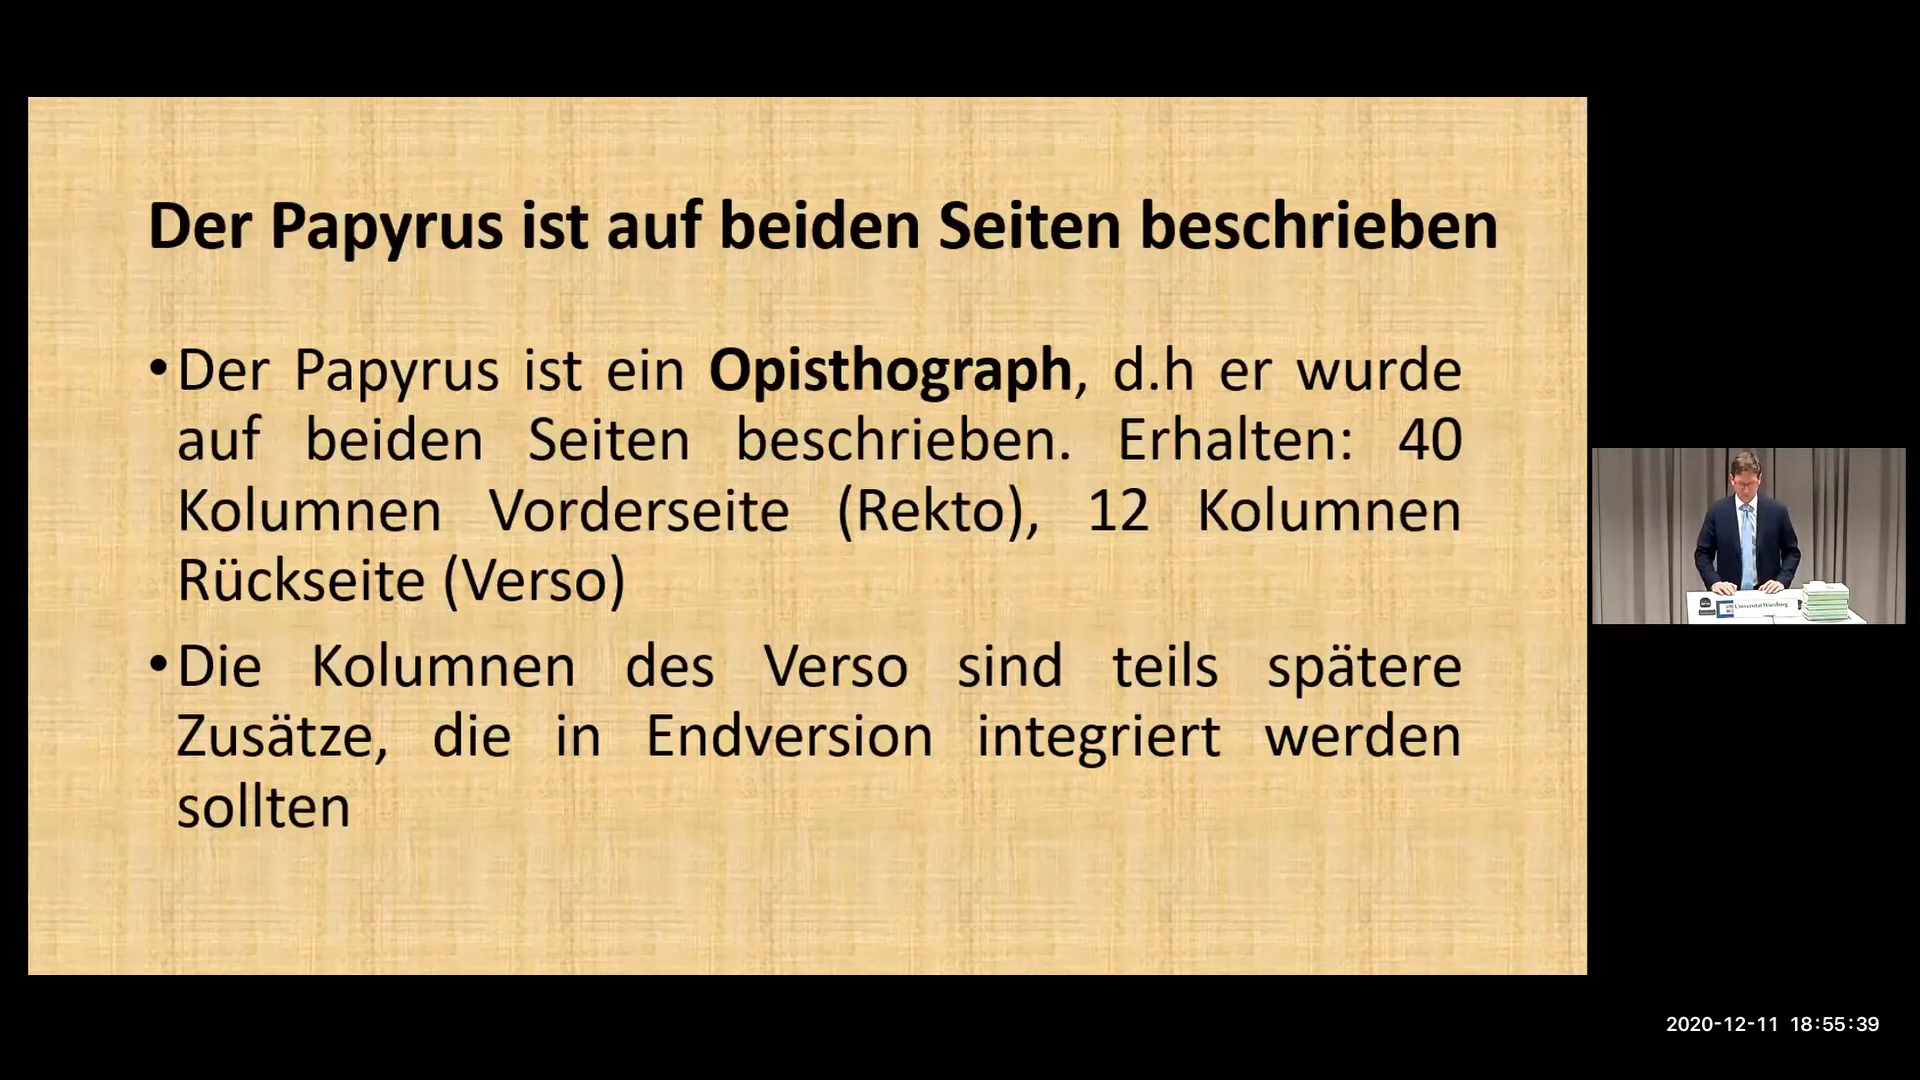 Der Papyrus ist auf beiden Seiten beschrieben
•Der Papyrus ist ein Opisthograph, d.h er wurde
auf beiden Seiten beschrieben. Erhalten: 40
Kolumnen Vorderseite (Rekto), 12 Kolumnen
Rückseite (Verso)
•Die Kolumnen des Verso sind teils spätere
Zusätze, die in Endversion integriert werden
sollten
Universität Würzburg
2020-12-11 18:55:39